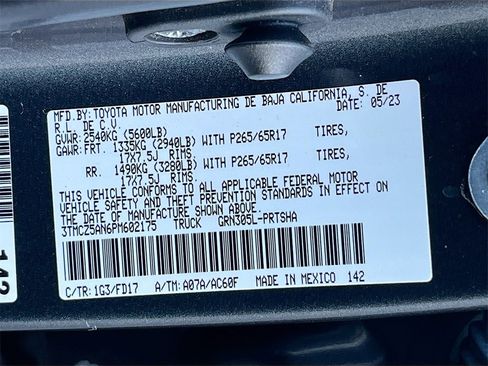 MFD.BY:TOYOTA MOTOR MANUFACTURING DE BAJA CALIFORNIA, S. DE
R.L. DE C.V. DATE: 05/23
GVWR: 2540KG (5600LB)
GAWR: FRT. 1335KG (2940LB) WITH P265/65R17 TIRES,
17X7.5J RIMS.
RR. 1490KG (3280LB) WITH P265/65R17 TIRES,
17X7.5J RIMS.
THIS VEHICLE CONFORMS TO ALL APPLICABLE FEDERAL MOTOR
VEHICLE SAFETY AND THEFT PREVENTION STANDARDS IN EFFECT ON
THE DATE OF MANUFACTURE SHOWN ABOVE.
3TMCZ5AN6PM602175 TRUCK GRN305L-PRTSHA
C/TR: 1G3/FD17 A/TM: A07A/AC60F MADE IN MEXICO 142
142